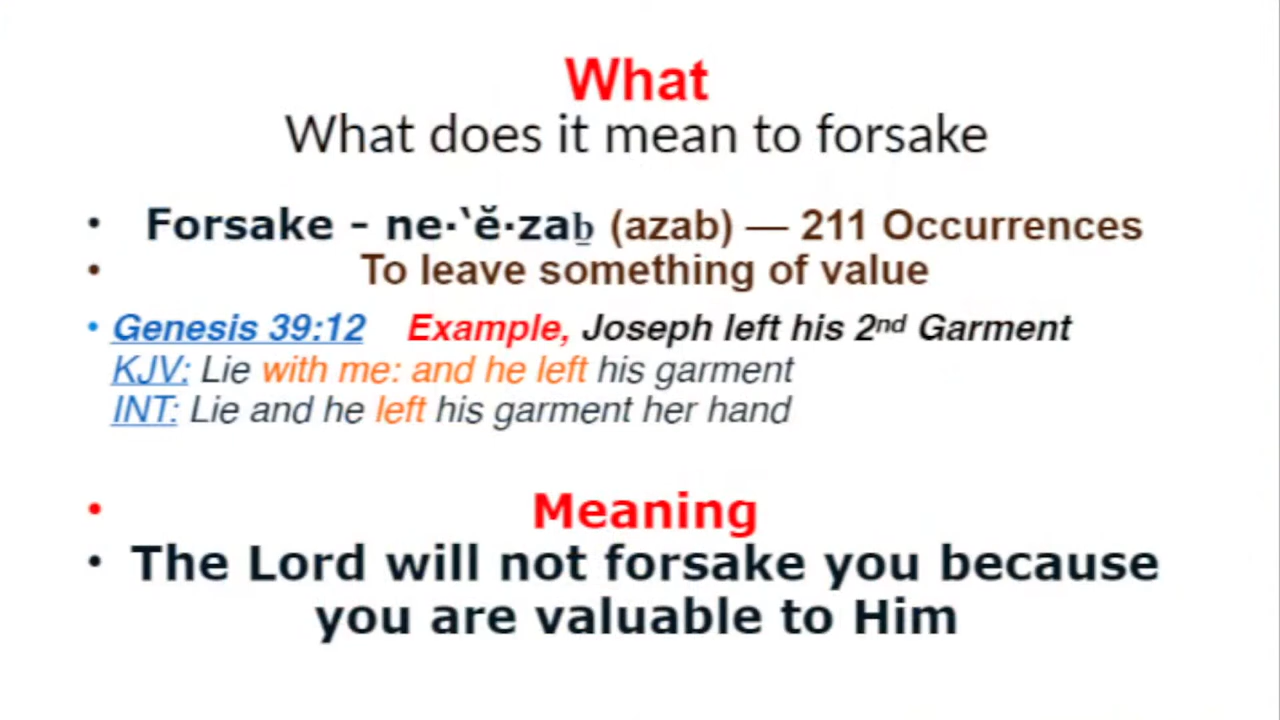 What
What does it mean to forsake
• Forsake - ne·‘ĕ·zaḇ (azab) — 211 Occurrences
• To leave something of value
• Genesis 39:12 Example, Joseph left his 2nd Garment
KJV: Lie with me: and he left his garment
INT: Lie and he left his garment her hand
• Meaning
• The Lord will not forsake you because
you are valuable to Him